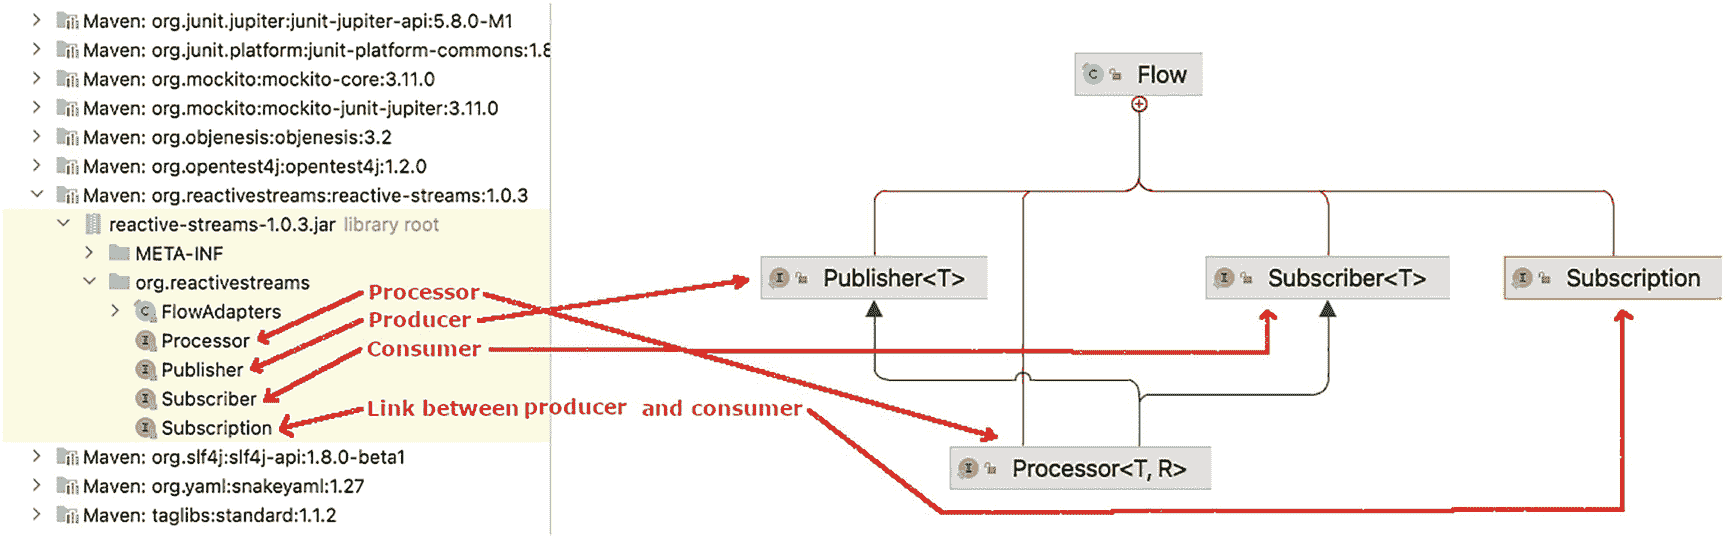 Maven: org.junit.jupiter:junit-jupiter-api:5.8.0-M1
Maven: org.junit.platform:junit-platform-commons:1.8
Maven: org.mockito:mockito-core:3.11.0
Maven: org.mockito:mockito-junit-jupiter:3.11.0
Maven: org.objenesis:objenesis:3.2
Maven: org.opentest4j:opentest4j:1.2.0
Maven: org.reactivestreams:reactive-streams:1.0.3
reactive-streams-1.0.3.jar library root
META-INF
org.reactivestreams
C FlowAdapters
I Processor
I Publisher
I Subscriber
I Subscription
Maven: org.slf4j:slf4j-api:1.8.0-beta1
Maven: org.yaml:snakeyaml:1.27
Maven: taglibs:standard:1.1.2
Processor
Producer
Consumer
Link between producer and consumer
C Flow
I Publisher<T>
I Subscriber<T>
I Subscription
I Processor<T, R>